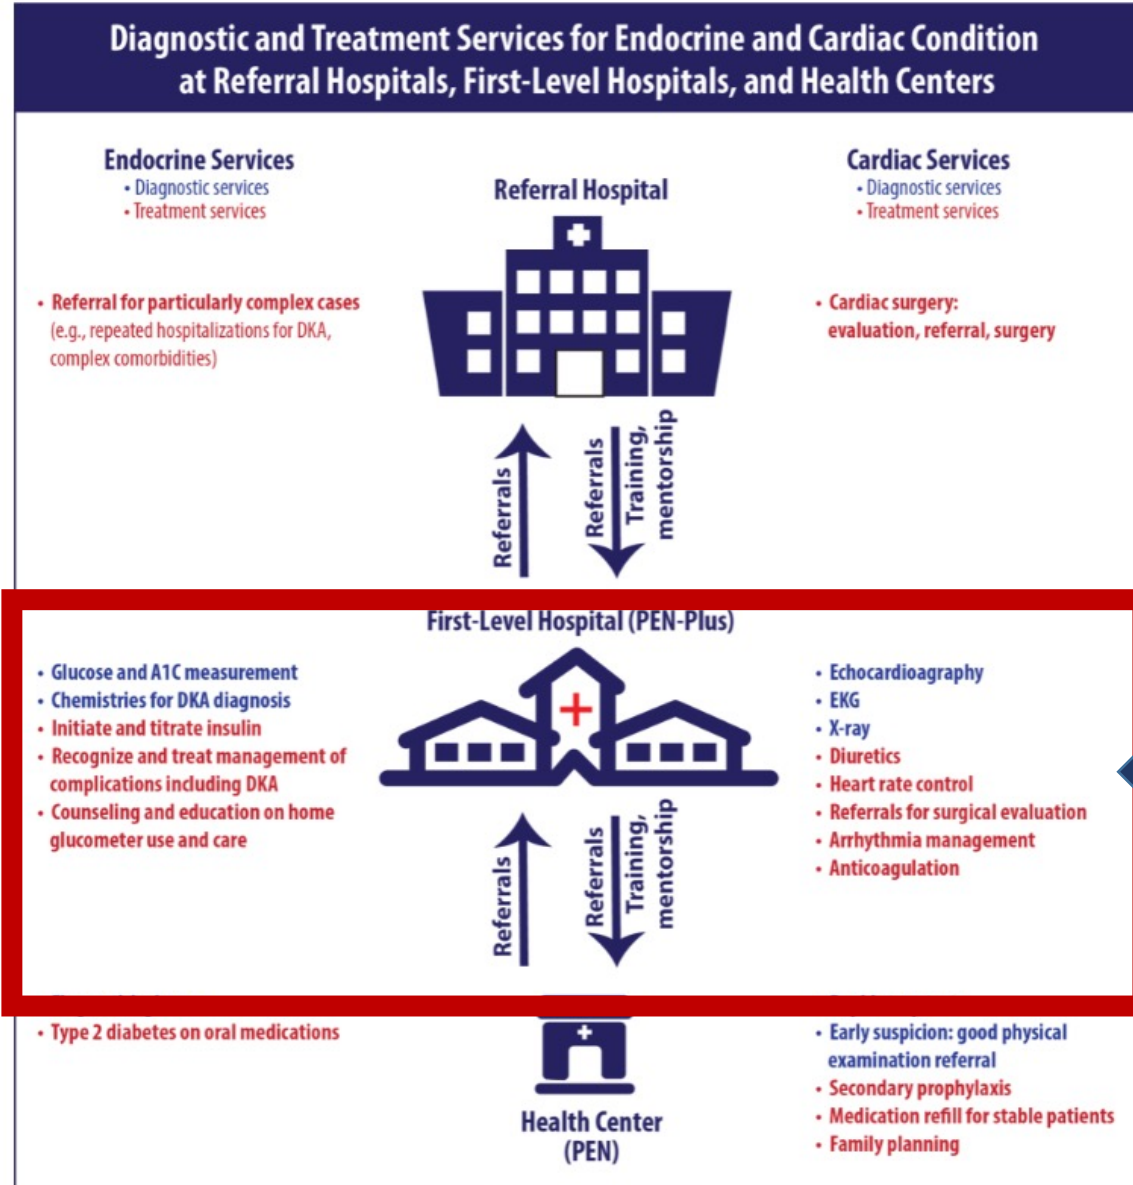 Diagnostic and Treatment Services for Endocrine and Cardiac Condition
at Referral Hospitals, First-Level Hospitals, and Health Centers
Endocrine Services
• Diagnostic services
• Treatment services
Referral Hospital
Cardiac Services
• Diagnostic services
• Treatment services
• Referral for particularly complex cases
(e.g., repeated hospitalizations for DKA,
complex comorbidities)
• Cardiac surgery:
evaluation, referral, surgery
Referrals
Referrals
Training,
mentorship
First-Level Hospital (PEN-Plus)
• Glucose and A1C measurement
• Chemistries for DKA diagnosis
• Initiate and titrate insulin
• Recognize and treat management of
complications including DKA
• Counseling and education on home
glucometer use and care
• Echocardioagraphy
• EKG
• X-ray
• Diuretics
• Heart rate control
• Referrals for surgical evaluation
• Arrhythmia management
• Anticoagulation
Referrals
Referrals
Training,
mentorship
• Type 2 diabetes on oral medications
Health Center
(PEN)
• Early suspicion: good physical
examination referral
• Secondary prophylaxis
• Medication refill for stable patients
• Family planning